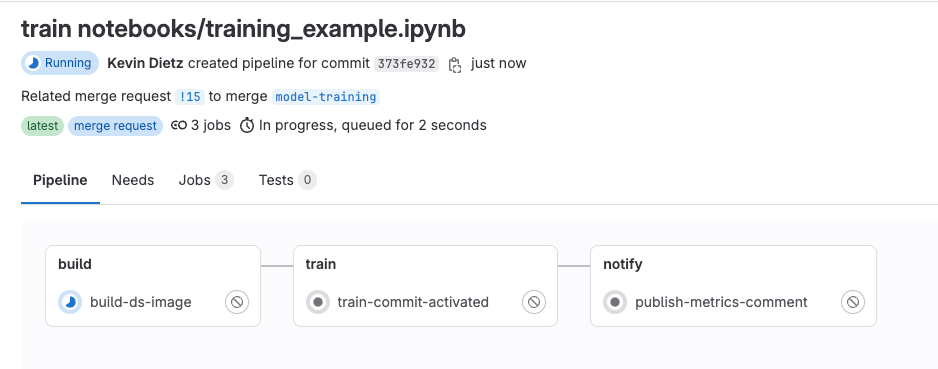 train notebooks/training_example.ipynb
Running Kevin Dietz created pipeline for commit 373fe932 just now
Related merge request !15 to merge model-training
latest merge request 3 jobs In progress, queued for 2 seconds
Pipeline Needs Jobs 3 Tests 0
build train notify
build-ds-image train-commit-activated publish-metrics-comment